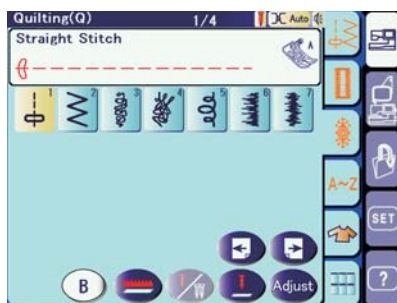 Quilting(Q) 1/4 Auto
Straight Stitch
A
1 2 3 4 5 6 7
A~Z
SET
B
W
Adjust
?